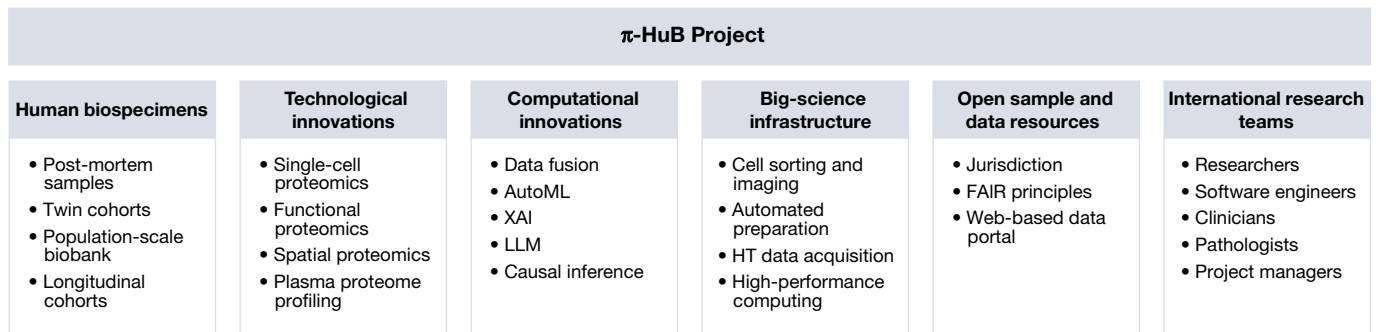 π-HuB Project
Human biospecimens
• Post-mortem
samples
• Twin cohorts
• Population-scale
biobank
• Longitudinal
cohorts
Technological
innovations
• Single-cell
proteomics
• Functional
proteomics
• Spatial proteomics
• Plasma proteome
profiling
Computational
innovations
• Data fusion
• AutoML
• XAI
• LLM
• Causal inference
Big-science
infrastructure
• Cell sorting and
imaging
• Automated
preparation
• HT data acquisition
• High-performance
computing
Open sample and
data resources
• Jurisdiction
• FAIR principles
• Web-based data
portal
International research
teams
• Researchers
• Software engineers
• Clinicians
• Pathologists
• Project managers